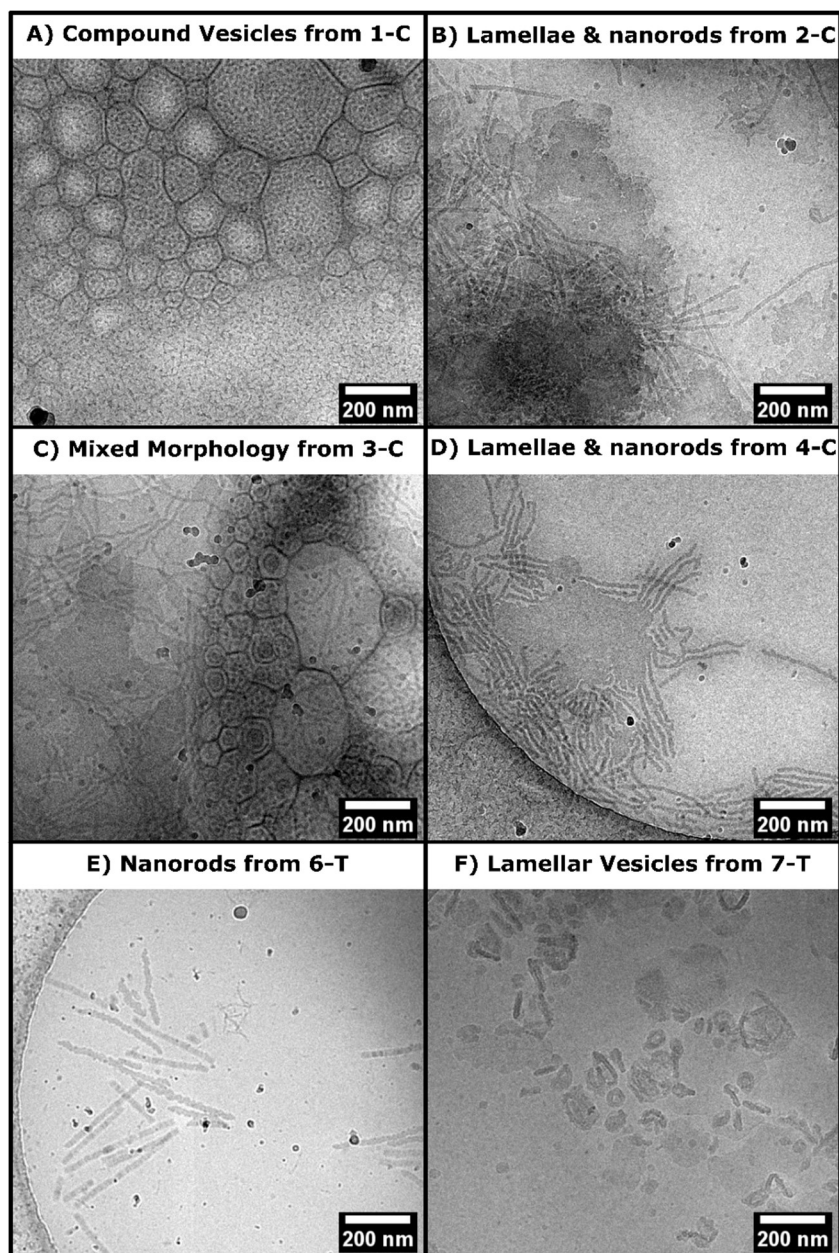 A) Compound Vesicles from 1-C
B) Lamellae & nanorods from 2-C
200 nm
200 nm
C) Mixed Morphology from 3-C
D) Lamellae & nanorods from 4-C
200 nm
200 nm
E) Nanorods from 6-T
F) Lamellar Vesicles from 7-T
200 nm
200 nm